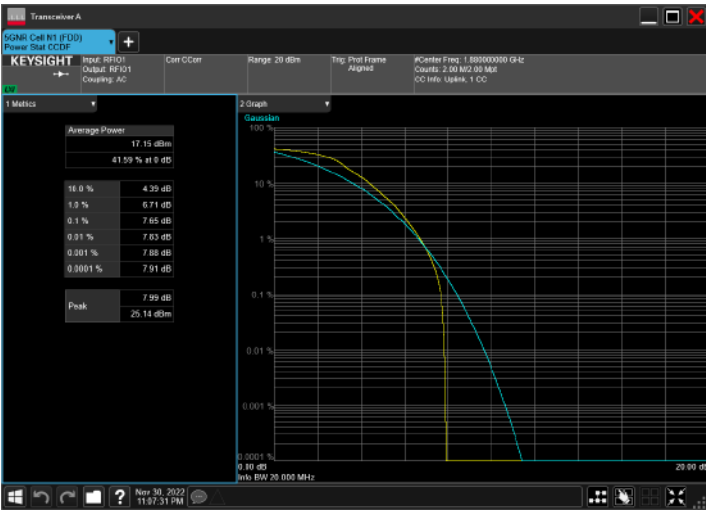 Transceiver A
5GNR Cell N1 (FDD)
Power Stat CCDF
KEYSIGHT
Input: RFIO1
Output: RFIO1
Coupling: AC
Corr CCorr
Range: 20 dBm
Trig: Prot Frame
Aligned
#Center Freq: 1.880000000 GHz
Counts: 2.00 M/2.00 Mpt
CC Info: Uplink, 1 CC
1 Metrics
Average Power
17.15 dBm
41.59 % at 0 dB
10.0 % 4.39 dB
1.0 % 6.71 dB
0.1 % 7.65 dB
0.01 % 7.83 dB
0.001 % 7.88 dB
0.0001 % 7.91 dB
Peak
7.99 dB
25.14 dBm
2 Graph
Gaussian
100 %
10 %
1 %
0.1 %
0.01 %
0.001 %
0.0001 %
0.00 dB
20.00 dB
Info BW 20.000 MHz
?
Nov 30, 2022
11:07:31 PM